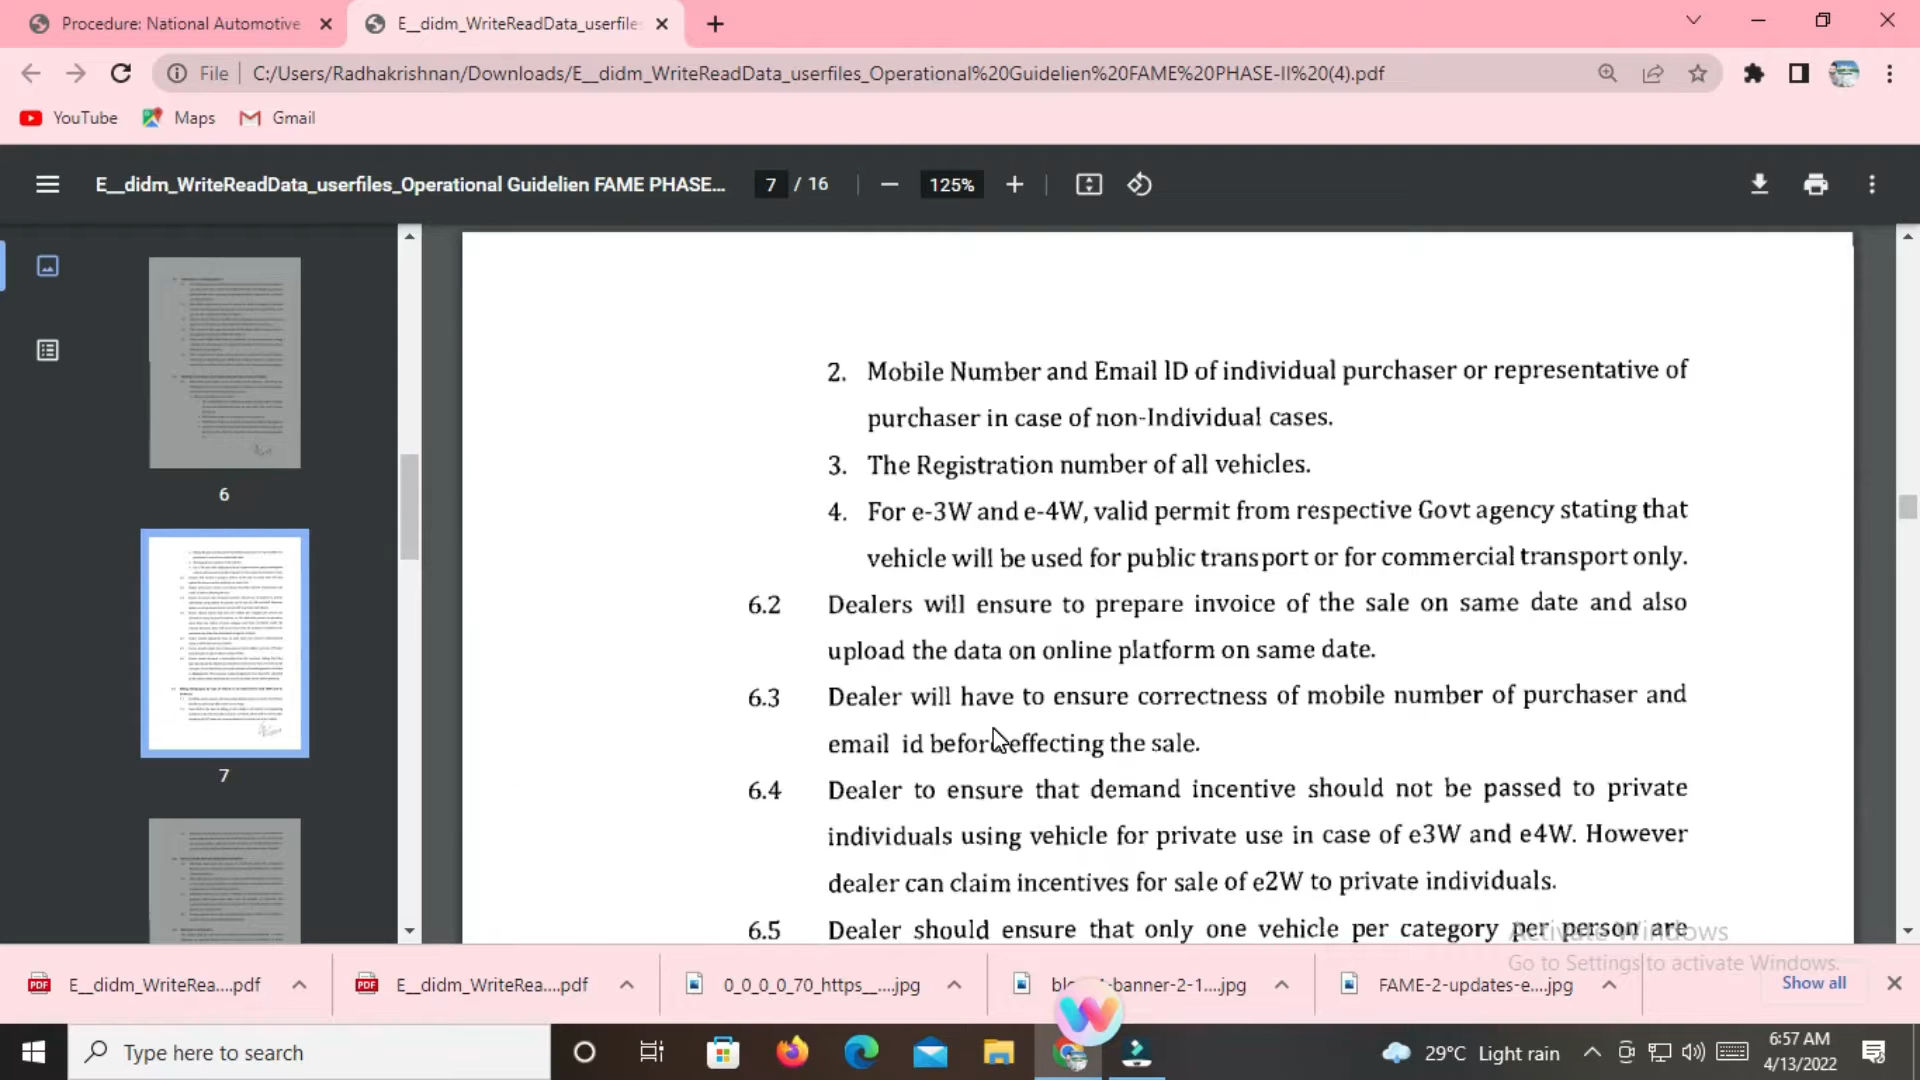 Procedure: National Automotive
E__didm_WriteReadData_userfile
File
C:/Users/Radhakrishnan/Downloads/E__didm_WriteReadData_userfiles_Operational%20Guidelien%20FAME%20PHASE-II%20(4).pdf
YouTube
Maps
Gmail
E__didm_WriteReadData_userfiles_Operational Guidelien FAME PHASE...
7 / 16
125%
6
7
2. Mobile Number and Email ID of individual purchaser or representative of
purchaser in case of non-Individual cases.
3. The Registration number of all vehicles.
4. For e-3W and e-4W, valid permit from respective Govt agency stating that
vehicle will be used for public transport or for commercial transport only.
6.2 Dealers will ensure to prepare invoice of the sale on same date and also
upload the data on online platform on same date.
6.3 Dealer will have to ensure correctness of mobile number of purchaser and
email id before effecting the sale.
6.4 Dealer to ensure that demand incentive should not be passed to private
individuals using vehicle for private use in case of e3W and e4W. However
dealer can claim incentives for sale of e2W to private individuals.
6.5 Dealer should ensure that only one vehicle per category per person are
Activate Windows
Go to Settings to activate Windows.
PDF
E__didm_WriteRea....pdf
PDF
E__didm_WriteRea....pdf
0_0_0_0_70_https__....jpg
-banner-2-1....jpg
FAME-2-updates-e....jpg
Show all
Type here to search
29°C Light rain
6:57 AM
4/13/2022